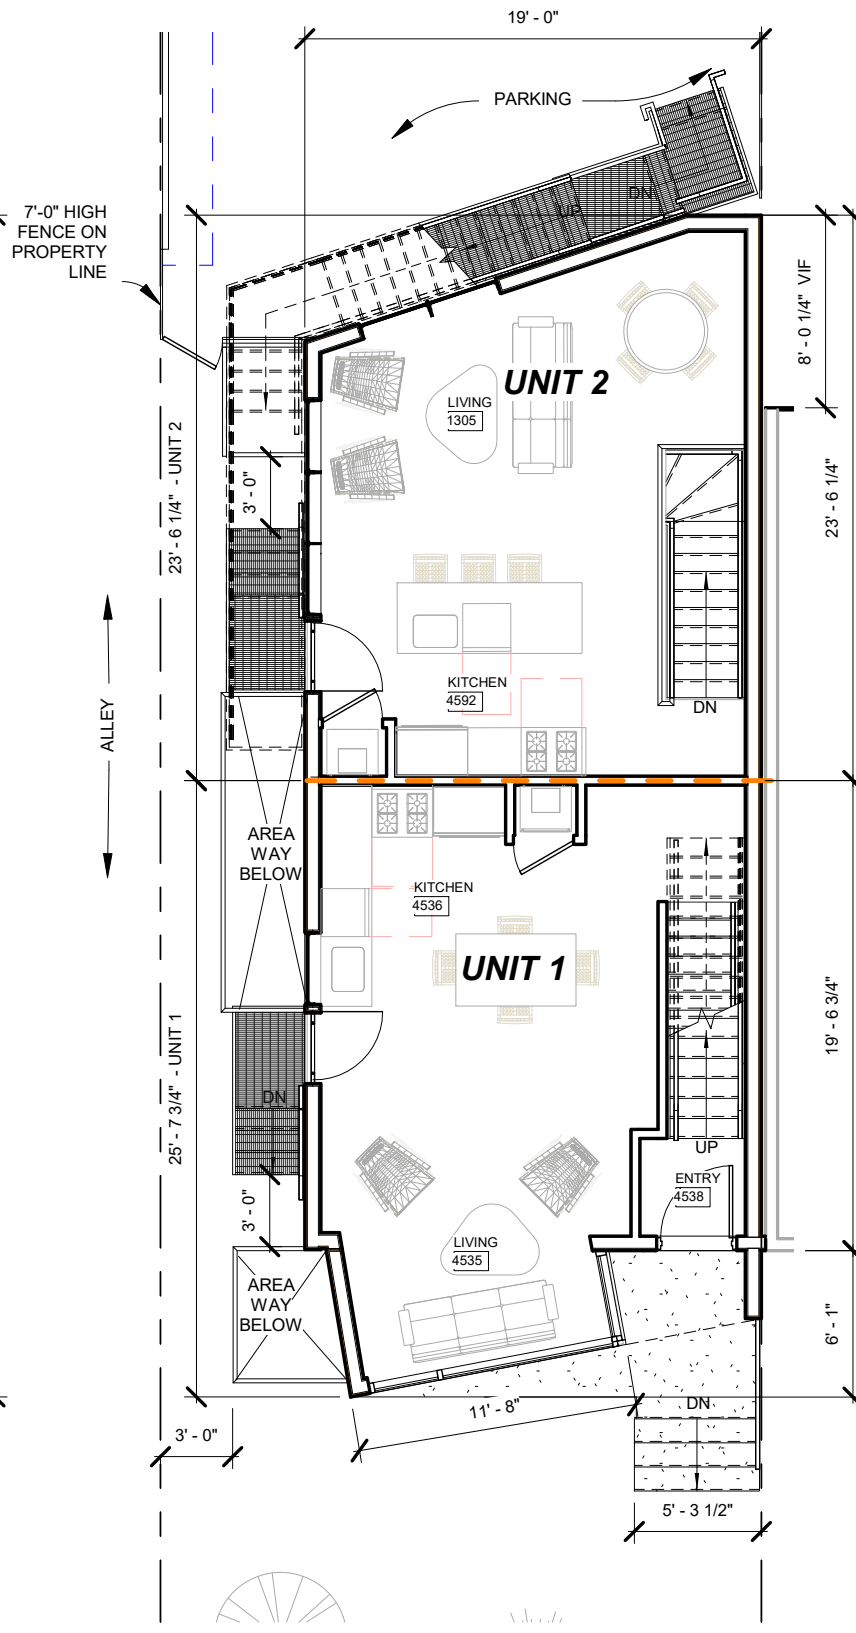 19' - 0"
PARKING
7'-0" HIGH
FENCE ON
PROPERTY
LINE
DN
UP
8' - 0 1/4" VIF
UNIT 2
LIVING
1305
23' - 6 1/4" - UNIT 2
3' - 0"
23' - 6 1/4"
ALLEY
KITCHEN
4592
DN
AREA
WAY
BELOW
KITCHEN
4536
UNIT 1
25' - 7 3/4" - UNIT 1
19' - 6 3/4"
DN
UP
ENTRY
4538
3' - 0"
LIVING
4535
AREA
WAY
BELOW
6' - 1"
11' - 8"
DN
3' - 0"
5' - 3 1/2"